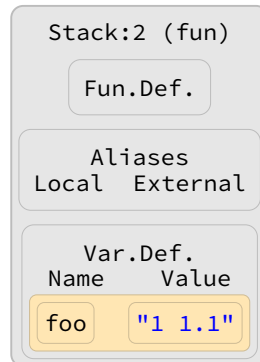 Stack:2 (fun)
Fun.Def.
Aliases
Local External
Var.Def.
Name Value
foo "1 1.1"